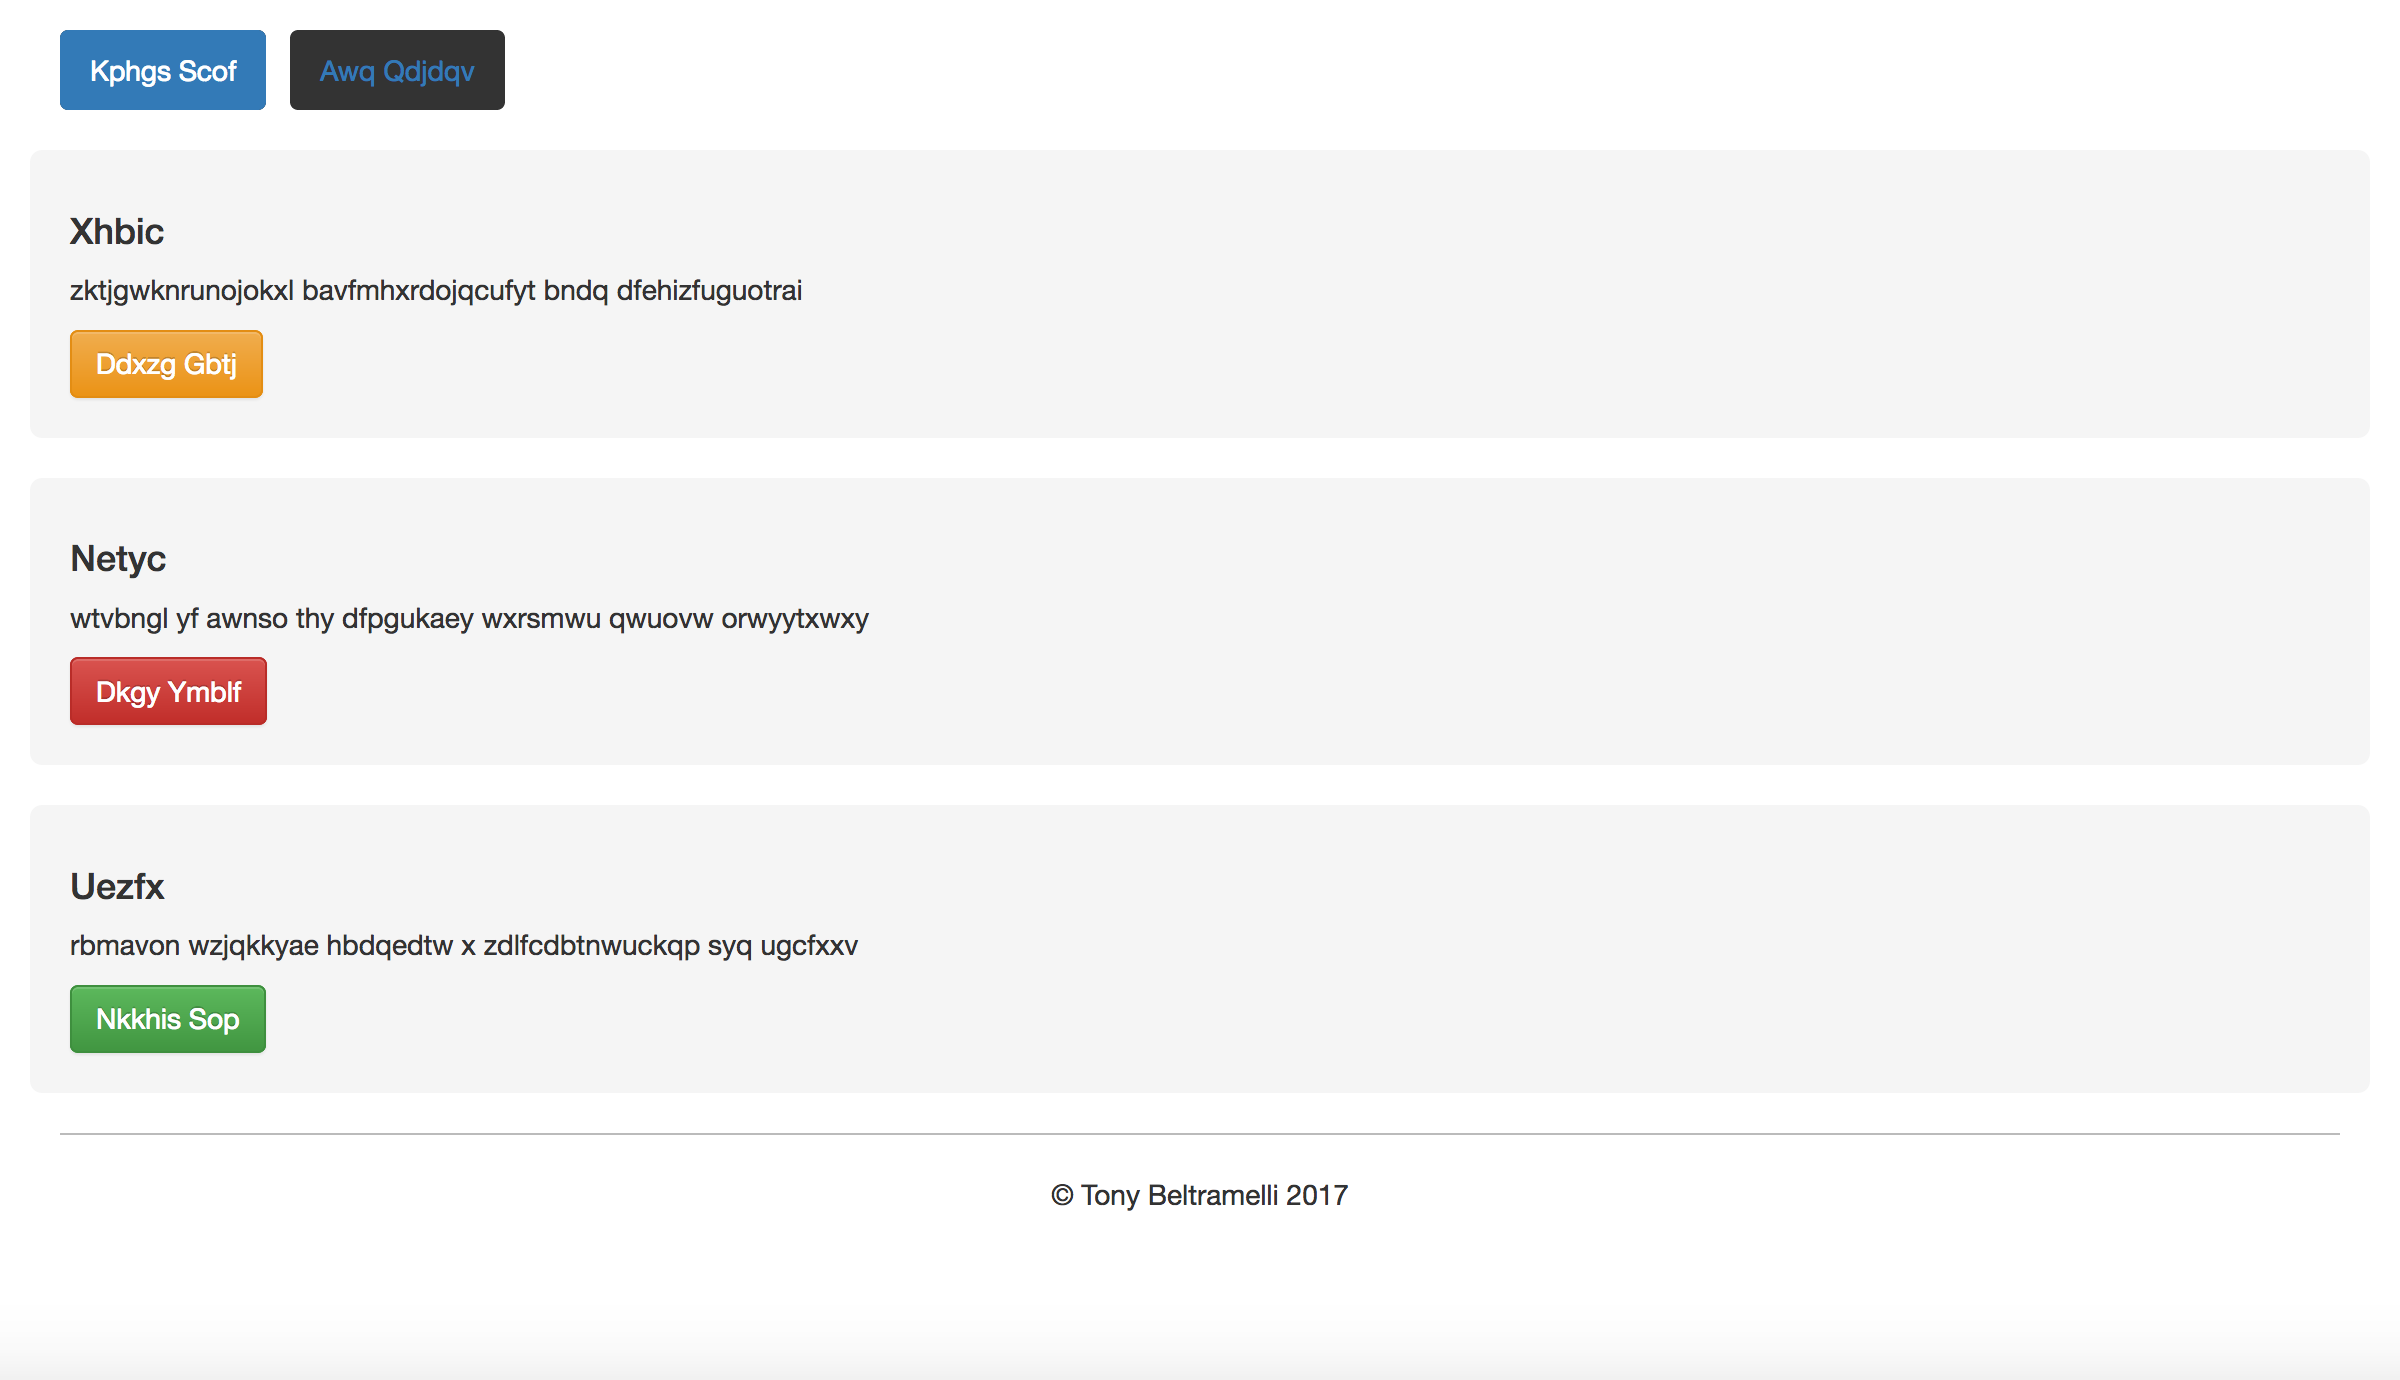 Kphgs Scof Awq Qdjdqv
Xhbic
zktjgwknrunojokxl bavfmhxrdojqcufyt bndq dfehizfuguotrai
Ddxzg Gbtj
Netyc
wtvbngl yf awnso thy dfpgukaey wxrsmwu qwuovw orwyytxwxy
Dkgy Ymblf
Uezfx
rbmavon wzjqkkyae hbdqedtw x zdlfcdbtnwuckqp syq ugcfxxv
Nkkhis Sop
© Tony Beltramelli 2017